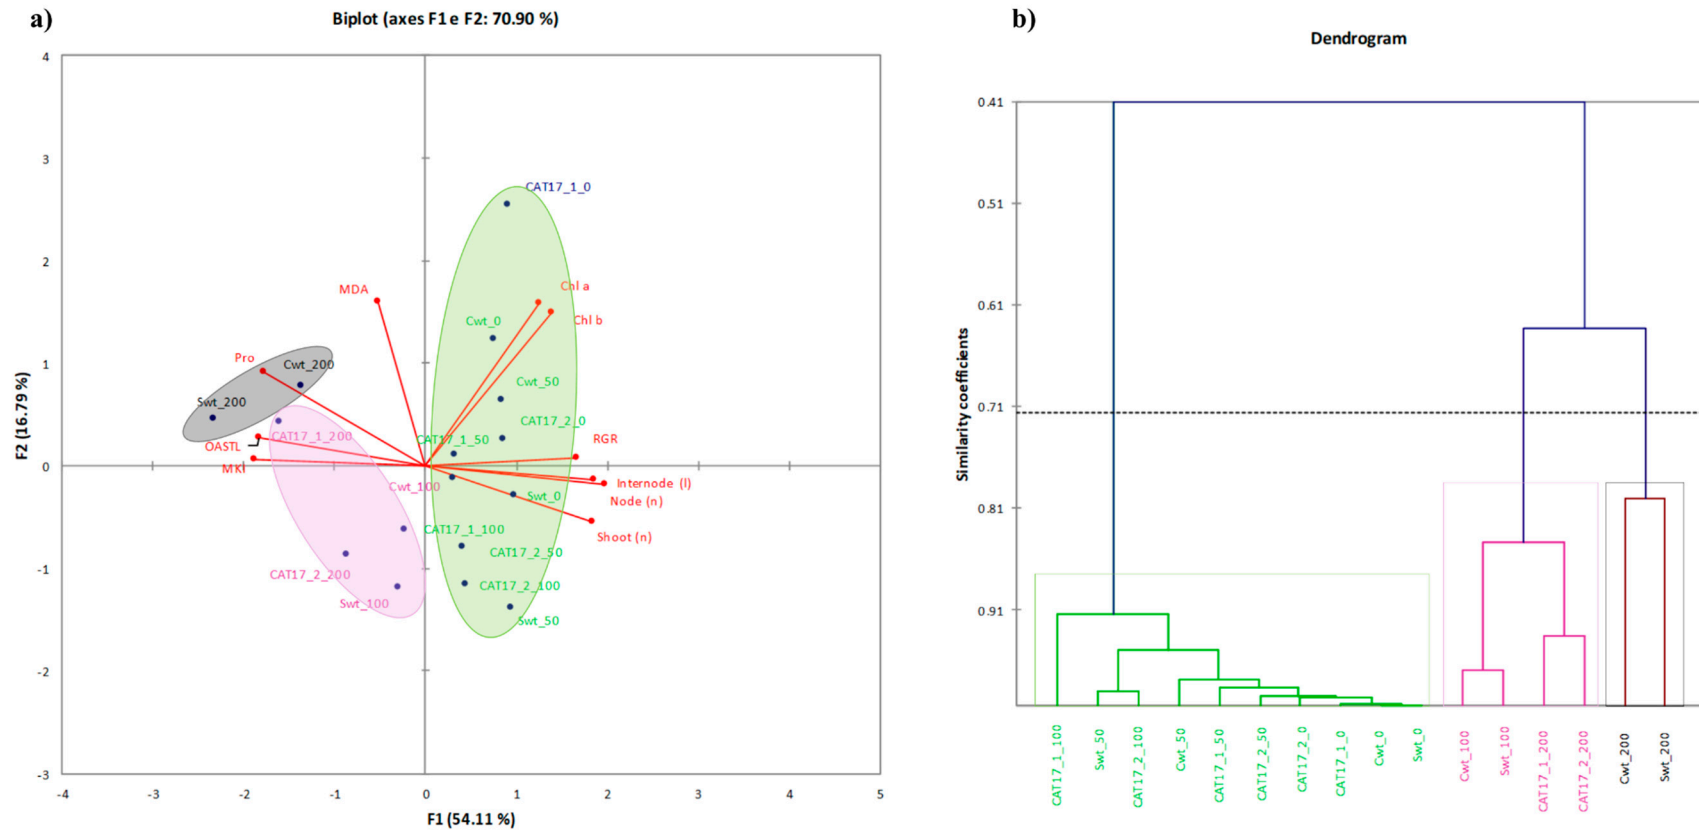 a)
Biplot (axes F1 e F2: 70.90 %)
4
3
2
1
0
-1
-2
-3
F2 (16.79 %)
CAT17_1_0
Chl a
MDA
Chl b
Cwt_0
Pro
Cwt_200
Cwt_50
Swt_200
CAT17_2_0
CAT17_1_200
CAT17_1_50
RGR
OASTL
MKI
Cwt_100
Internode (l)
Swt_0
Node (n)
CAT17_1_100
Shoot (n)
CAT17_2_50
CAT17_2_200
CAT17_2_100
Swt_100
Swt_50
-4 -3 -2 -1 0 1 2 3 4 5
F1 (54.11 %)
b)
Dendrogram
0.41
0.51
0.61
0.71
0.81
0.91
Similarity coefficients
CAT17_1_100
Swt_50
CAT17_2_100
Cwt_50
CAT17_1_50
CAT17_2_50
CAT17_2_0
CAT17_1_0
Cwt_0
Swt_0
Cwt_100
Swt_100
CAT17_1_200
CAT17_2_200
Cwt_200
Swt_200